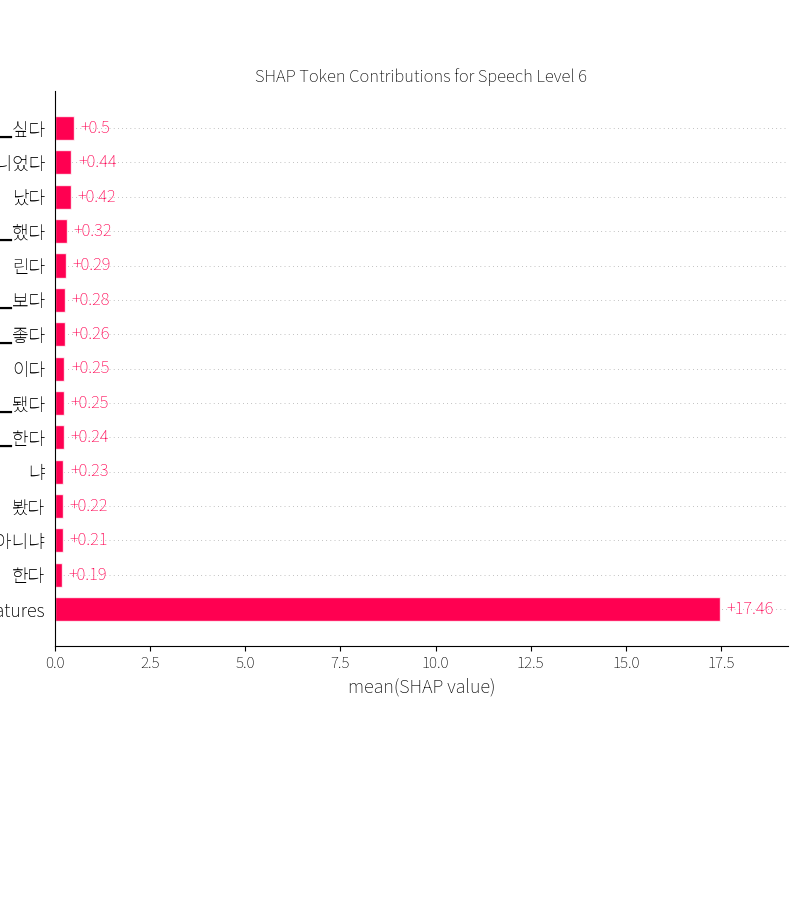 SHAP Token Contributions for Speech Level 6
▁싶다 +0.5
니었다 +0.44
났다 +0.42
▁했다 +0.32
린다 +0.29
▁보다 +0.28
▁좋다 +0.26
이다 +0.25
▁됐다 +0.25
▁한다 +0.24
냐 +0.23
봤다 +0.22
아니냐 +0.21
한다 +0.19
atures +17.46
0.0 2.5 5.0 7.5 10.0 12.5 15.0 17.5
mean(SHAP value)